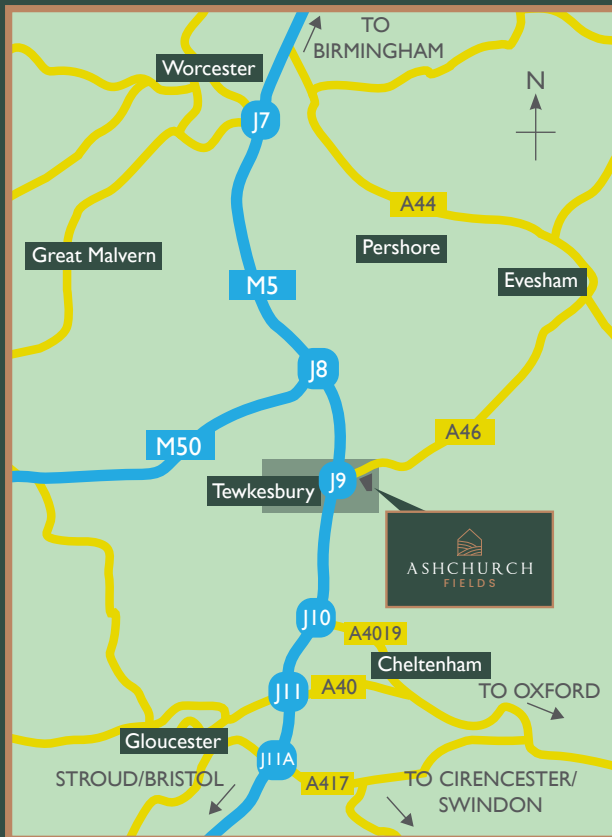 TO
BIRMINGHAM
Worcester
N
J7
A44
Pershore
Great Malvern
Evesham
M5
J8
A46
M50
J9
Tewkesbury
ASHCHURCH
FIELDS
J10
A4019
Cheltenham
J11
A40
TO OXFORD
Gloucester
J11A
STROUD/BRISTOL
A417
TO CIRENCESTER/
SWINDON